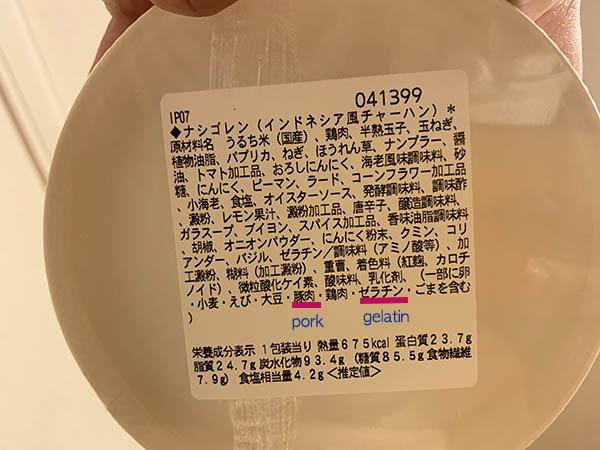 041399
IP07
◆ナシゴレン（インドネシア風チャーハン）＊
原材料名 うるち米（国産）、鶏肉、半熟玉子、玉ねぎ、
植物油脂、パプリカ、ねぎ、ほうれん草、ナンプラー、醤
油、トマト加工品、おろしにんにく、海老風味調味料、砂
糖、にんにく、ピーマン、ラード、コーンフラワー加工品
、小海老、食塩、オイスターソース、発酵調味料、調味酢
、澱粉、レモン果汁、澱粉加工品、唐辛子、醸造調味料、
ガラスープ、ブイヨン、スパイス加工品、香味油脂調味料
、胡椒、オニオンパウダー、にんにく粉末、クミン、コリ
アンダー、バジル、ゼラチン／調味料（アミノ酸等）、加
工澱粉、糊料（加工澱粉）、重曹、着色料（紅麹、カロチ
ノイド）、微粒酸化ケイ素、酸味料、乳化剤、（一部に卵
・小麦・えび・大豆・豚肉・鶏肉・ゼラチン・ごまを含む
）
pork gelatin
栄養成分表示 1包装当り 熱量675kcal 蛋白質23.7g
脂質24.7g 炭水化物93.4g（糖質85.5g 食物繊維
7.9g） 食塩相当量4.2g＜推定値＞